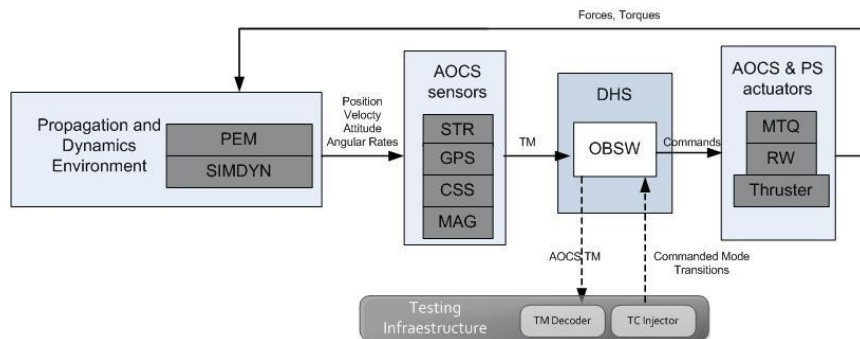 Forces, Torques
Propagation and
Dynamics
Environment
PEM
SIMDYN
Position
Velocty
Attitude
Angular Rates
AOCS
sensors
STR
GPS
CSS
MAG
TM
DHS
OBSW
Commands
AOCS & PS
actuators
MTQ
RW
Thruster
AOCS TM
Commanded Mode
Transitions
Testing
Infraestructure
TM Decoder
TC Injector